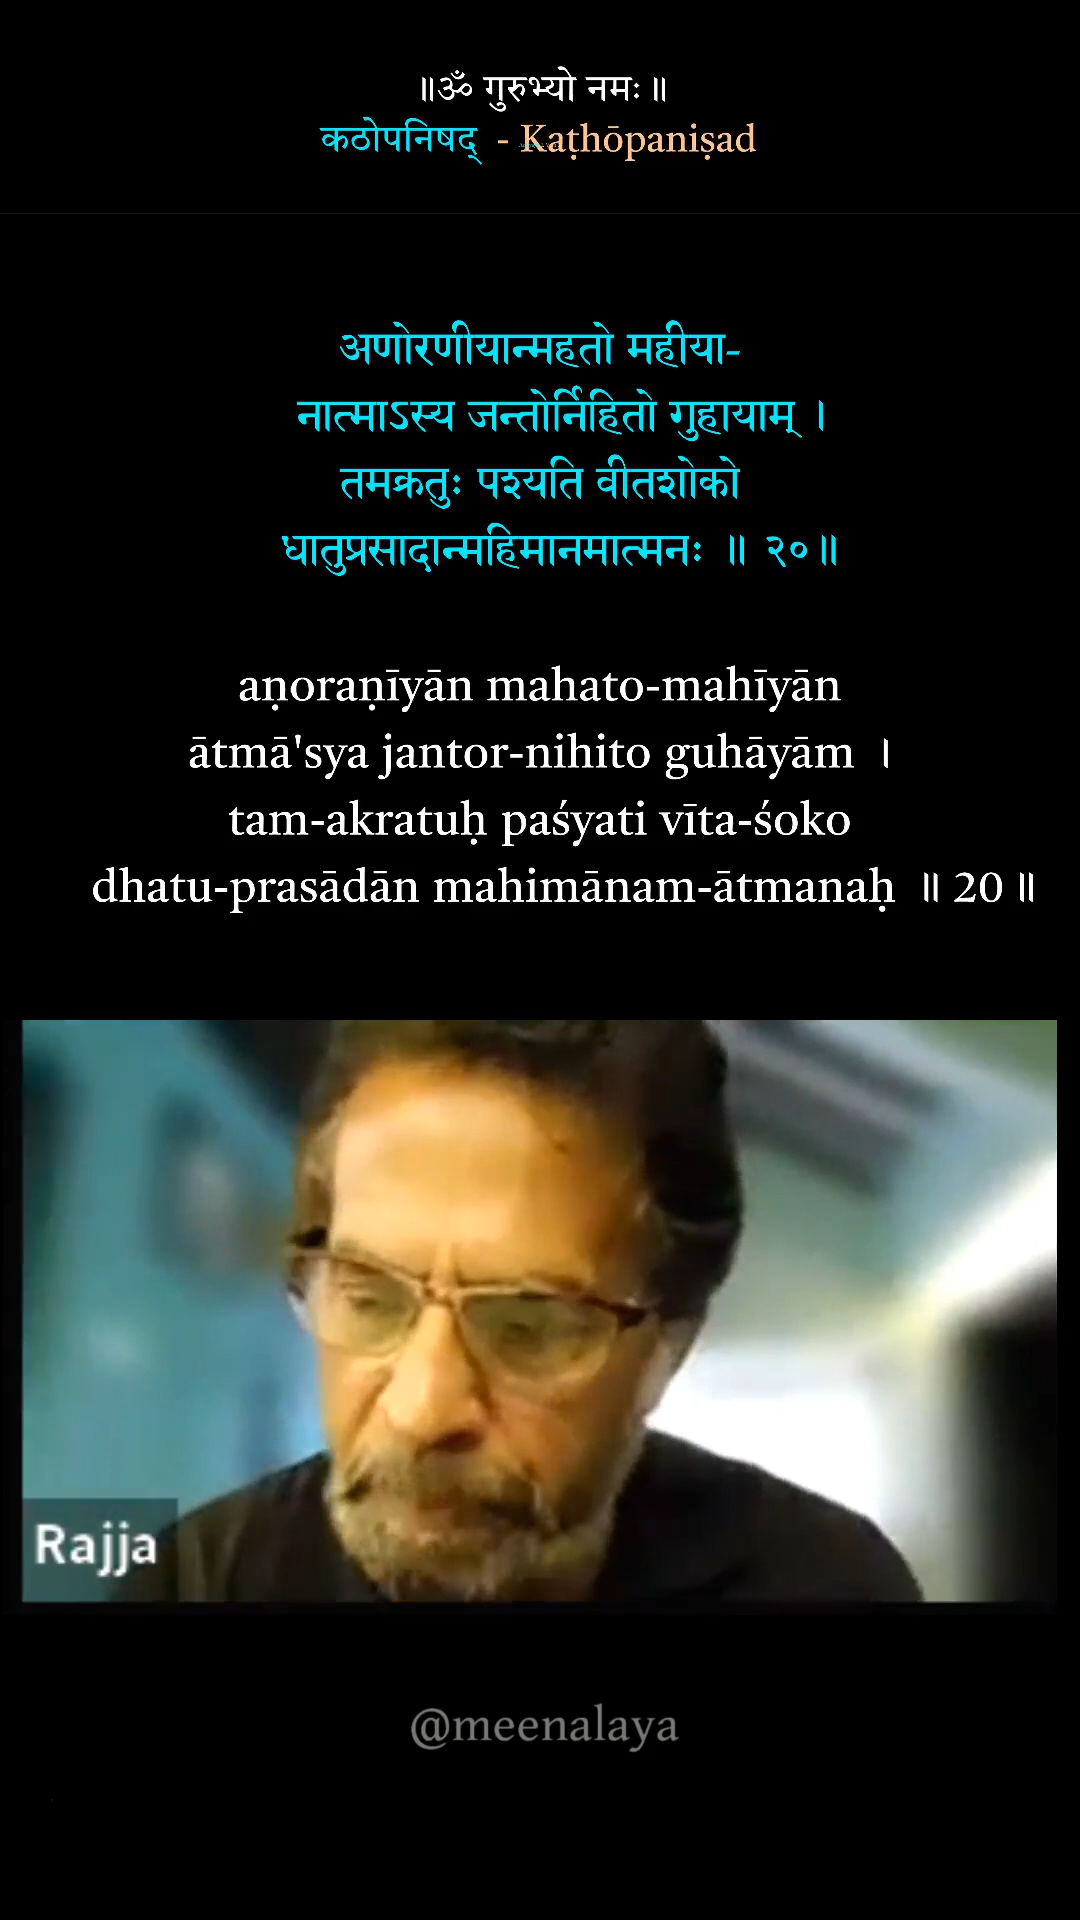 ॥ॐ गुरुभ्यो नमः॥
कठोपनिषद् - Kaṭhōpaniṣad
अणोरणीयान्महतो महीया-
नात्माऽस्य जन्तोर्निहितो गुहायाम् ।
तमक्रतुः पश्यति वीतशोको
धातुप्रसादान्महिमानमात्मनः ॥ २०॥
aṇoraṇīyān mahato-mahīyān
ātmā'sya jantor-nihito guhāyām ।
tam-akratuḥ paśyati vīta-śoko
dhatu-prasādān mahimānam-ātmanaḥ ॥ 20॥
Rajja
@meenalaya